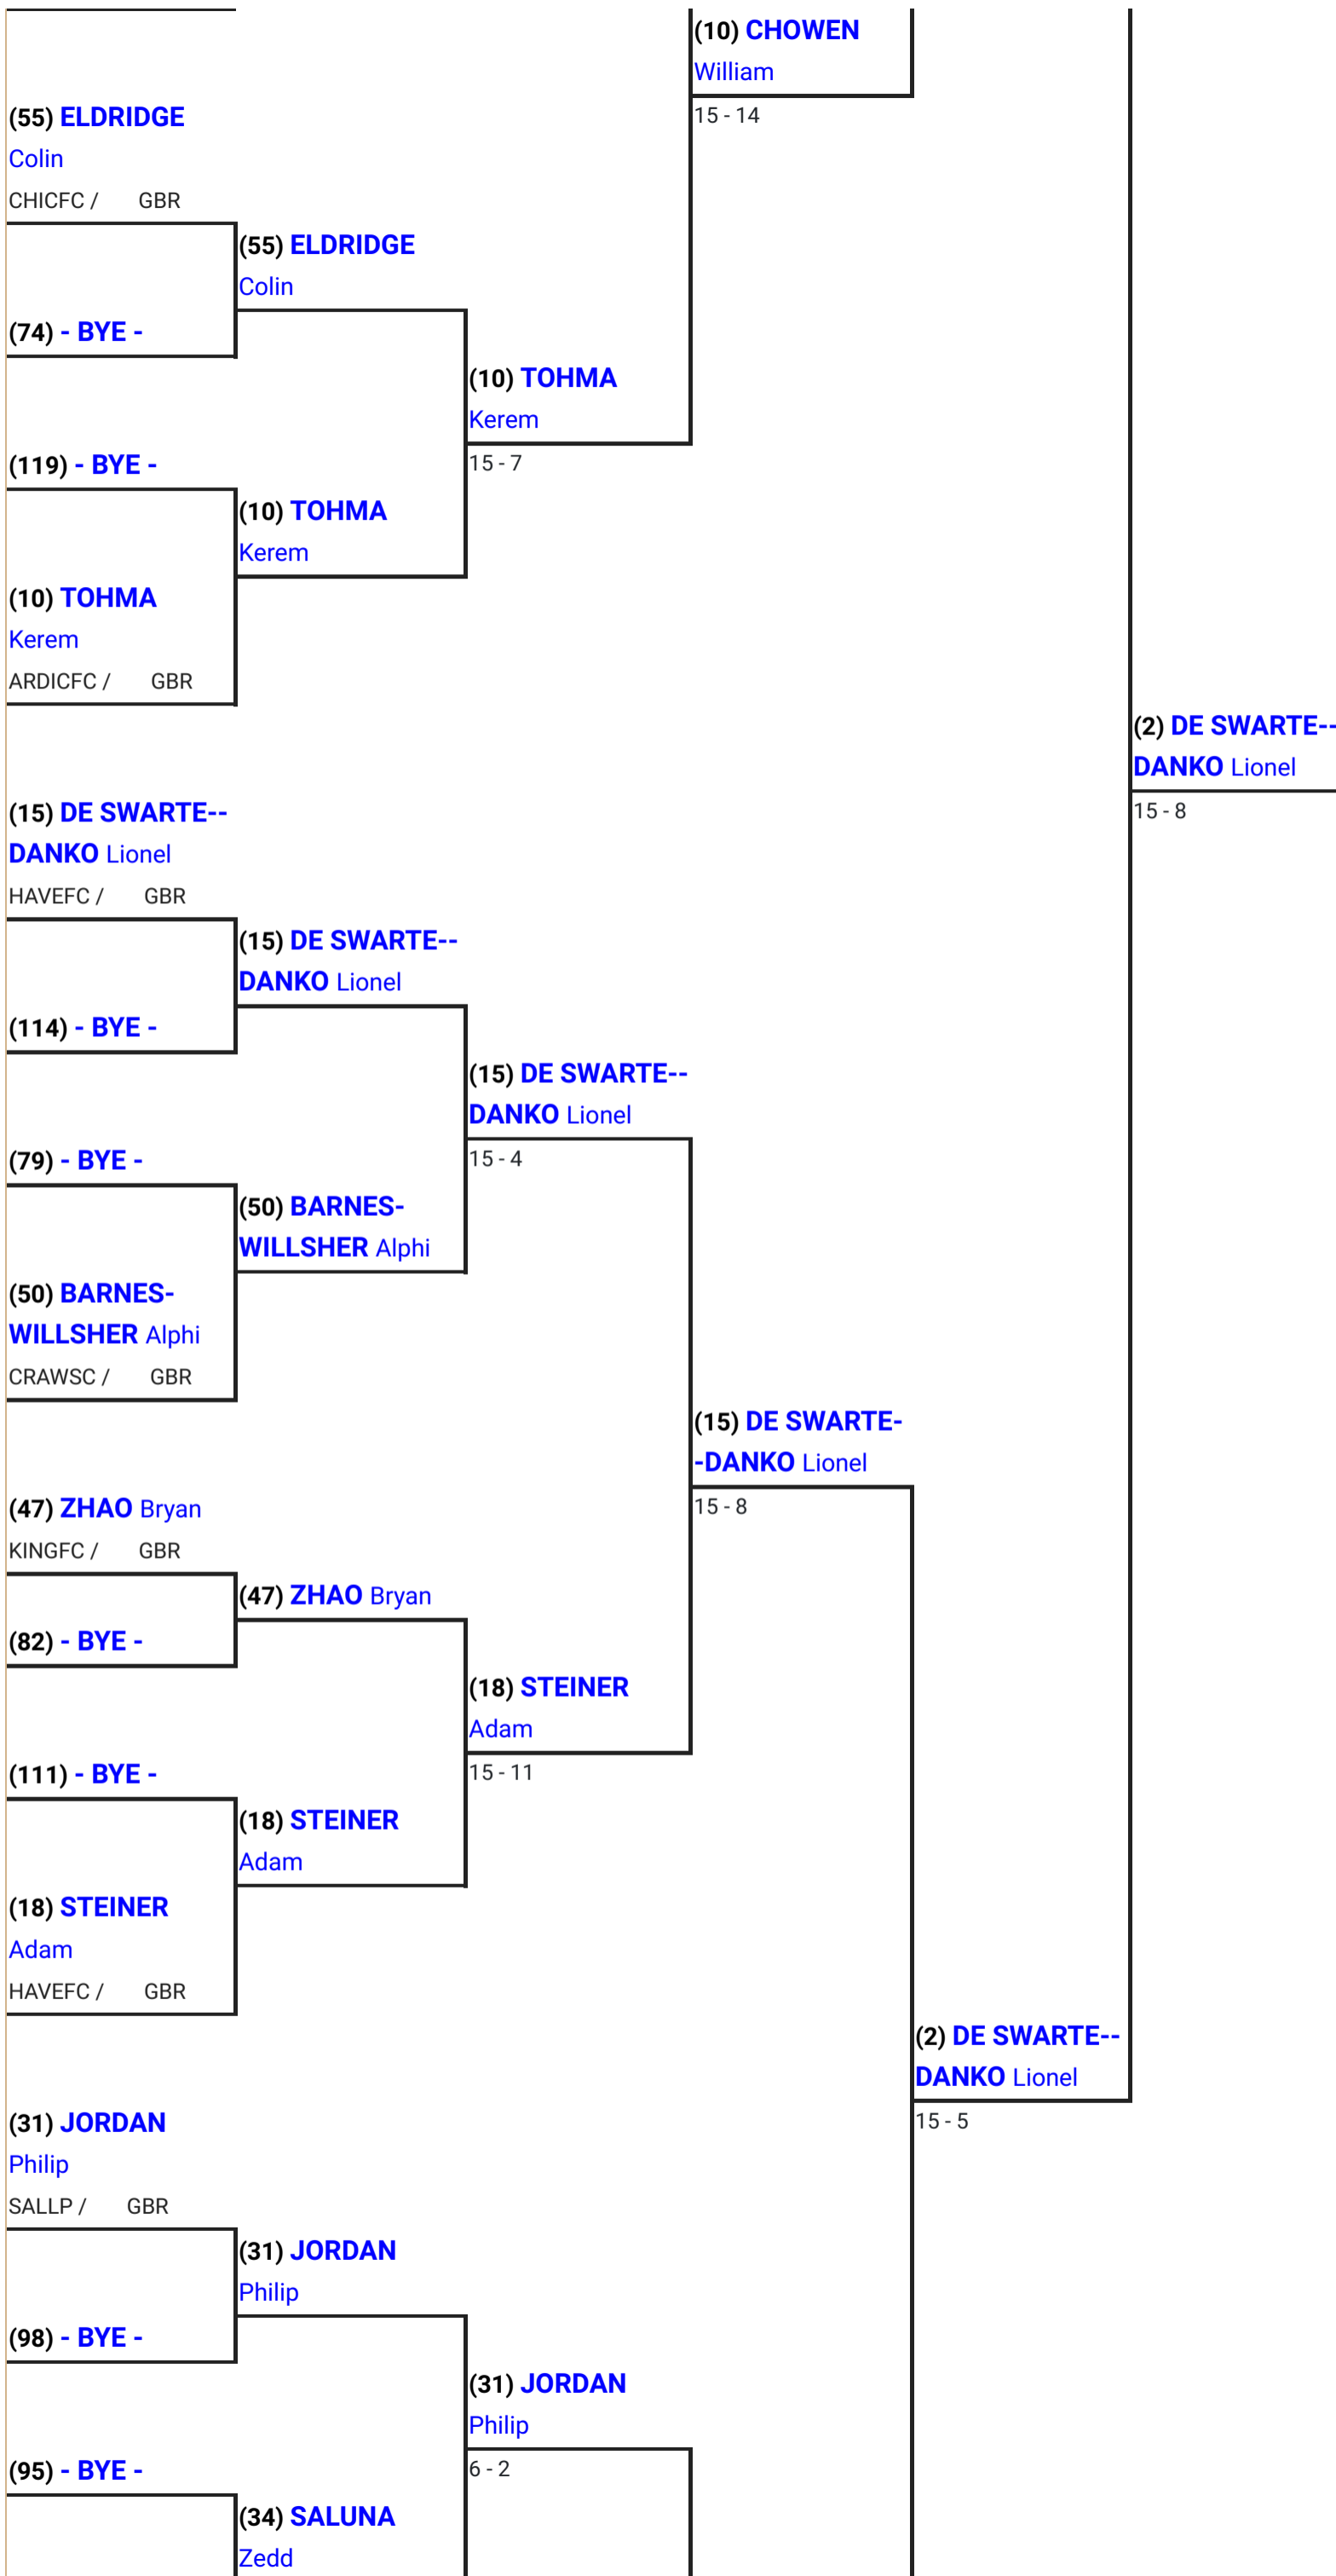 (10) CHOWEN
William
15 - 14
(55) ELDRIDGE
Colin
CHICFC / GBR
(55) ELDRIDGE
Colin
(74) - BYE -
(10) TOHMA
Kerem
15 - 7
(119) - BYE -
(10) TOHMA
Kerem
(10) TOHMA
Kerem
ARDICFC / GBR
(2) DE SWARTE--
DANKO Lionel
15 - 8
(15) DE SWARTE--
DANKO Lionel
HAVEFC / GBR
(15) DE SWARTE--
DANKO Lionel
(114) - BYE -
(15) DE SWARTE--
DANKO Lionel
15 - 4
(79) - BYE -
(50) BARNES-
WILLSHER Alphi
(50) BARNES-
WILLSHER Alphi
CRAWSC / GBR
(15) DE SWARTE-
-DANKO Lionel
15 - 8
(47) ZHAO Bryan
KINGFC / GBR
(47) ZHAO Bryan
(82) - BYE -
(18) STEINER
Adam
15 - 11
(111) - BYE -
(18) STEINER
Adam
(18) STEINER
Adam
HAVEFC / GBR
(2) DE SWARTE--
DANKO Lionel
15 - 5
(31) JORDAN
Philip
SALLP / GBR
(31) JORDAN
Philip
(98) - BYE -
(31) JORDAN
Philip
6 - 2
(95) - BYE -
(34) SALUNA
Zedd